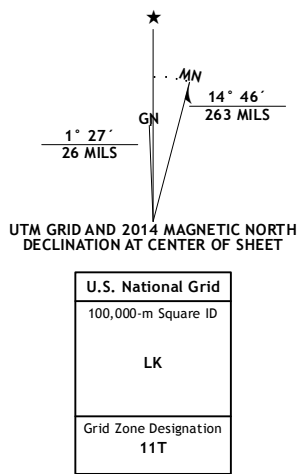 ★
MN
GN
1° 27´
26 MILS
14° 46´
263 MILS
UTM GRID AND 2014 MAGNETIC NORTH
DECLINATION AT CENTER OF SHEET
U.S. National Grid
100,000-m Square ID
LK
Grid Zone Designation
11T